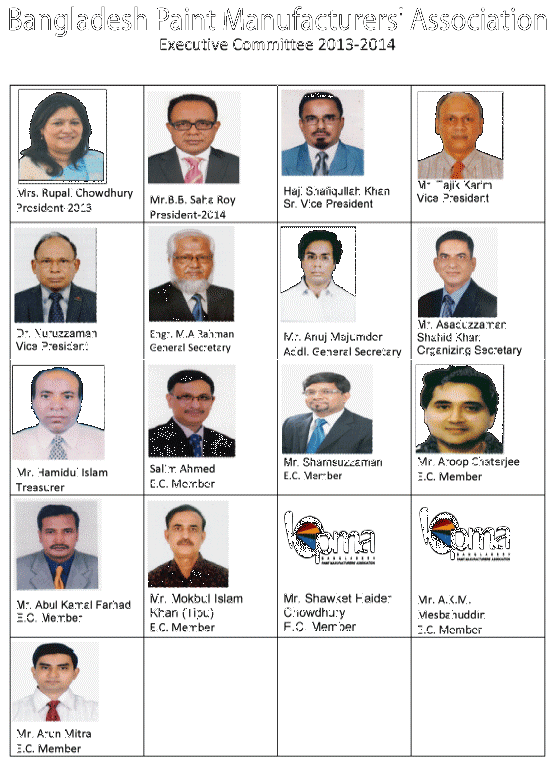 Bangladesh Paint Manufacturers' Association
Executive Committee 2013-2014
Mrs. Rupali Chowdhury
President-2013
Mr.B.B. Saha Roy
President-2014
Haji Shafiqullah Khan
Sr. Vice President
Mr. Tajik Karim
Vice President
Dr. Nuruzzaman
Vice President
Engr. M.A Rahman
General Secretary
Mr. Anuj Majumder
Addl. General Secretary
Mr. Asaduzzaman
Shahid Khan
Organizing Secretary
Mr. Hamidul Islam
Treasurer
Salim Ahmed
E.C. Member
Mr. Shamsuzzaman
E.C. Member
Mr. Aroop Chaterjee
E.C. Member
Mr. Abul Kamal Farhad
E.C. Member
Mr. Mokbul Islam
Khan (Tipu)
E.C. Member
bpma
BANGLADESH
PAINT MANUFACTURERS ASSOCIATION
Mr. Shawket Haider
Chowdhury
E.C. Member
bpma
BANGLADESH
PAINT MANUFACTURERS ASSOCIATION
Mr. A.K.M.
Mesbahuddin
E.C. Member
Mr. Arun Mitra
E.C. Member